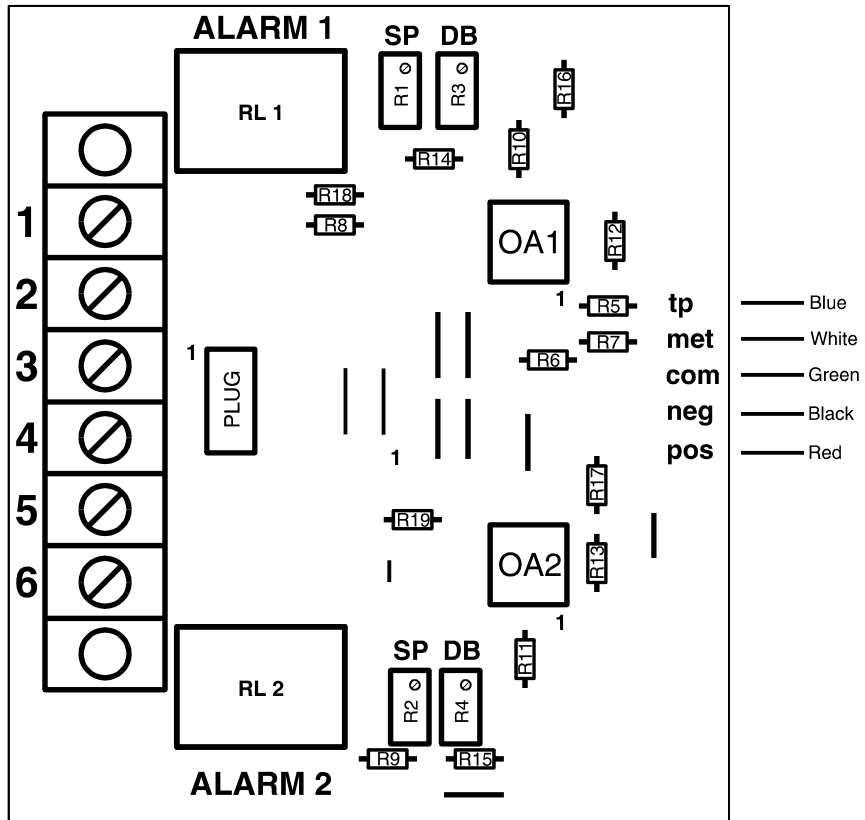 ALARM 1
SP DB
RL 1
R1
R3
R16
R10
R14
R18
R8
1
OA1
R12
2
1
R5
tp
Blue
R7
met
White
1
R6
3
com
Green
PLUG
neg
Black
4
1
pos
Red
R17
5
R19
OA2
R13
6
1
SP DB
R11
RL 2
R2
R4
R9
R15
ALARM 2